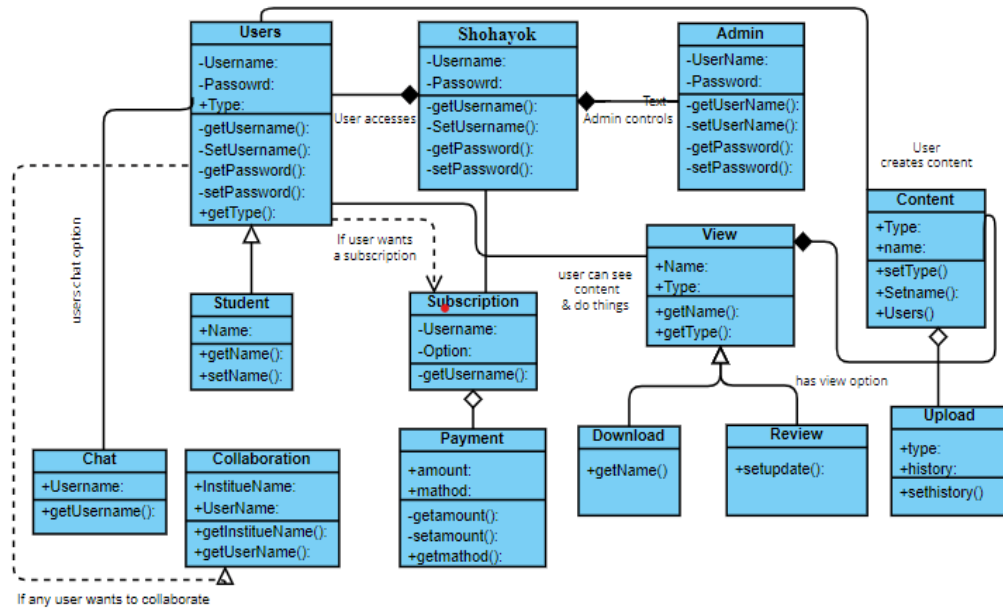 Users
-Username:
-Passowrd:
+Type:
-getUsername():
-SetUsername():
-getPassword():
-setPassword():
+getType():
User accesses
Shohayok
-Username:
-Passowrd:
-getUsername():
-SetUsername():
-getPassword():
-setPassword():
Text
Admin controls
Admin
-UserName:
-Password:
-getUserName():
-setUserName():
-getPassword():
-setPassword():
User
creates content
Content
+Type:
+name:
+setType()
+Setname():
+Users()
users chat option
If user wants
a subscription
user can see
content
& do things
View
+Name:
+Type:
+getName():
+getType():
Student
+Name:
+getName():
+setName():
Subscription
-Username:
-Option:
-getUsername():
has view option
Chat
+Username:
+getUsername():
Collaboration
+InstitueName:
+UserName:
+getInstitueName():
+getUserName():
Payment
+amount:
+mathod:
-getamount():
-setamount():
+getmathod():
Download
+getName()
Review
+setupdate():
Upload
+type:
+history:
+sethistory()
If any user wants to collaborate